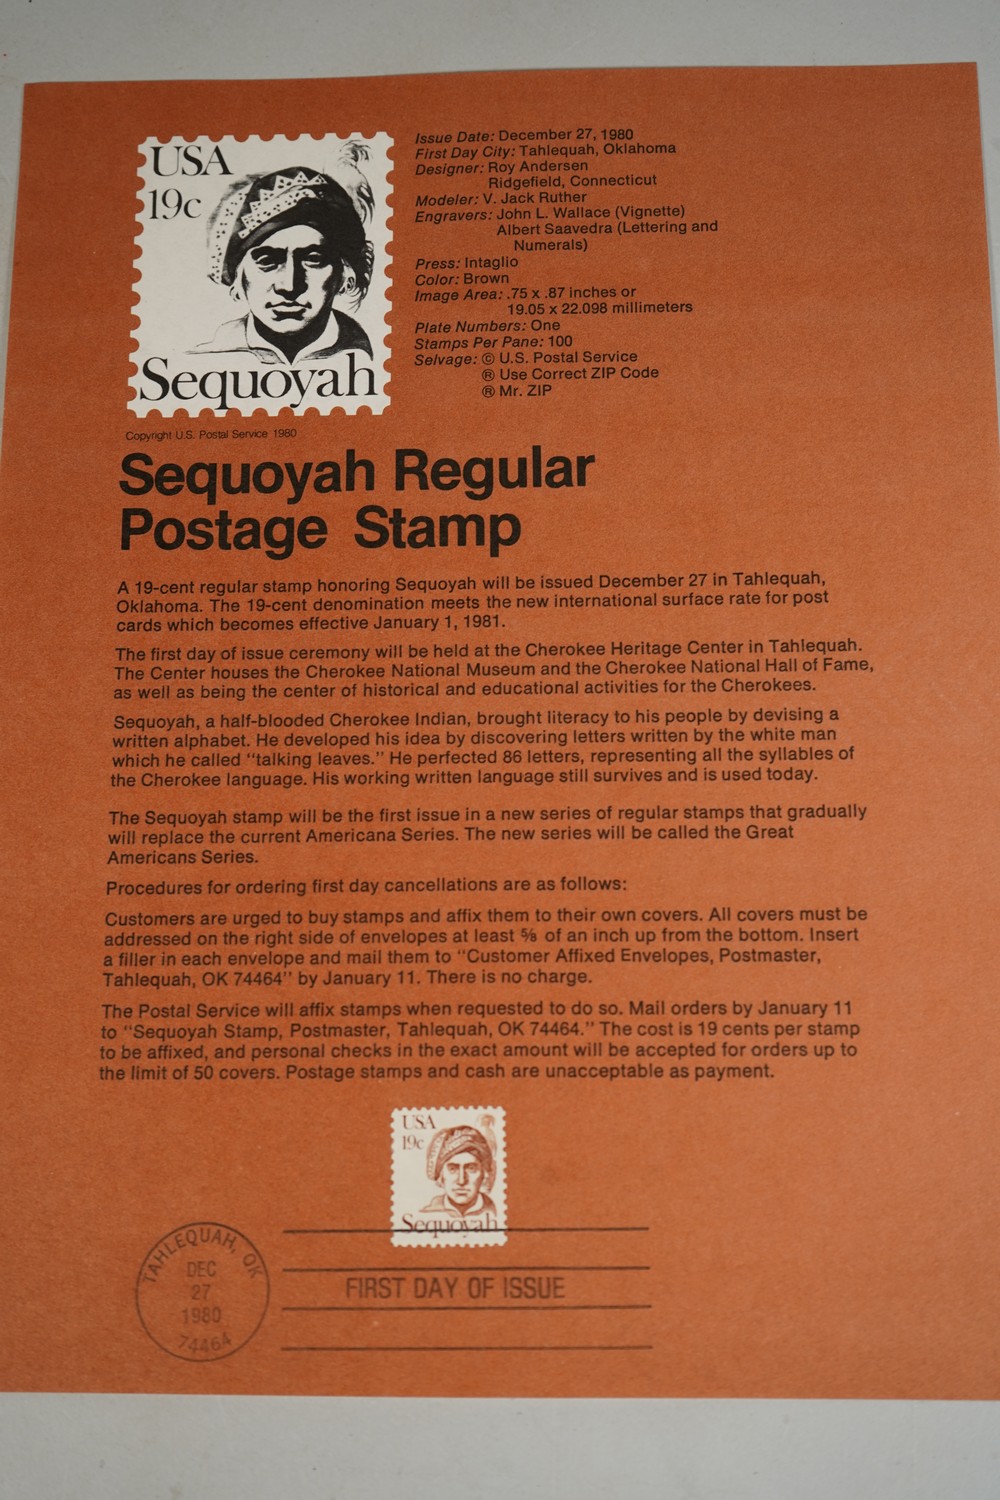 USA
19c
Sequoyah
Copyright U.S. Postal Service 1980
Issue Date: December 27, 1980
First Day City: Tahlequah, Oklahoma
Designer: Roy Andersen
Ridgefield, Connecticut
Modeler: V. Jack Ruther
Engravers: John L. Wallace (Vignette)
Albert Saavedra (Lettering and
Numerals)
Press: Intaglio
Color: Brown
Image Area: .75 x .87 inches or
19.05 x 22.098 millimeters
Plate Numbers: One
Stamps Per Pane: 100
Selvage: © U.S. Postal Service
® Use Correct ZIP Code
® Mr. ZIP
Sequoyah Regular
Postage Stamp
A 19-cent regular stamp honoring Sequoyah will be issued December 27 in Tahlequah,
Oklahoma. The 19-cent denomination meets the new international surface rate for post
cards which becomes effective January 1, 1981.
The first day of issue ceremony will be held at the Cherokee Heritage Center in Tahlequah.
The Center houses the Cherokee National Museum and the Cherokee National Hall of Fame,
as well as being the center of historical and educational activities for the Cherokees.
Sequoyah, a half-blooded Cherokee Indian, brought literacy to his people by devising a
written alphabet. He developed his idea by discovering letters written by the white man
which he called "talking leaves." He perfected 86 letters, representing all the syllables of
the Cherokee language. His working written language still survives and is used today.
The Sequoyah stamp will be the first issue in a new series of regular stamps that gradually
will replace the current Americana Series. The new series will be called the Great
Americans Series.
Procedures for ordering first day cancellations are as follows:
Customers are urged to buy stamps and affix them to their own covers. All covers must be
addressed on the right side of envelopes at least ⅝ of an inch up from the bottom. Insert
a filler in each envelope and mail them to "Customer Affixed Envelopes, Postmaster,
Tahlequah, OK 74464" by January 11. There is no charge.
The Postal Service will affix stamps when requested to do so. Mail orders by January 11
to "Sequoyah Stamp, Postmaster, Tahlequah, OK 74464." The cost is 19 cents per stamp
to be affixed, and personal checks in the exact amount will be accepted for orders up to
the limit of 50 covers. Postage stamps and cash are unacceptable as payment.
USA
19c
Sequoyah
TAHLEQUAH, OK
DEC
27
1980
74464
FIRST DAY OF ISSUE